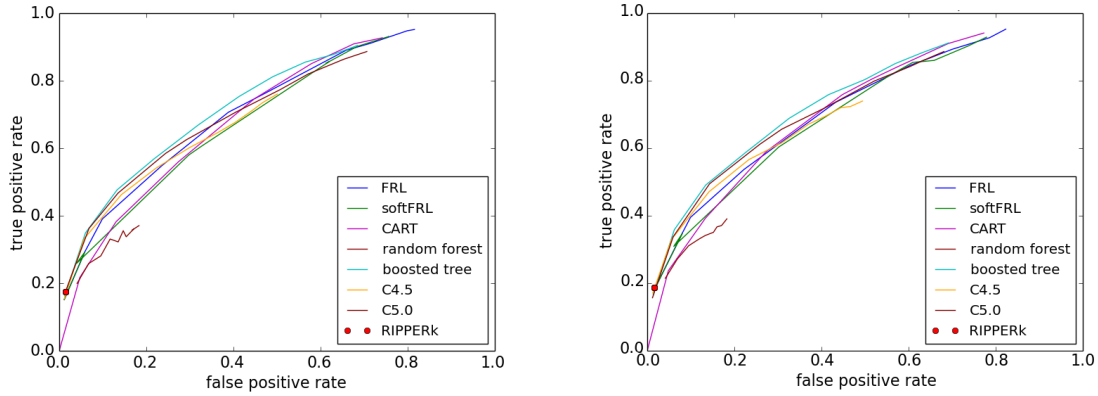 1.0
0.8
0.6
0.4
0.2
0.0
true positive rate
0.0
0.2
0.4
0.6
0.8
1.0
false positive rate
FRL
softFRL
CART
random forest
boosted tree
C4.5
C5.0
RIPPERk
1.0
0.8
0.6
0.4
0.2
0.0
true positive rate
0.0
0.2
0.4
0.6
0.8
1.0
false positive rate
FRL
softFRL
CART
random forest
boosted tree
C4.5
C5.0
RIPPERk